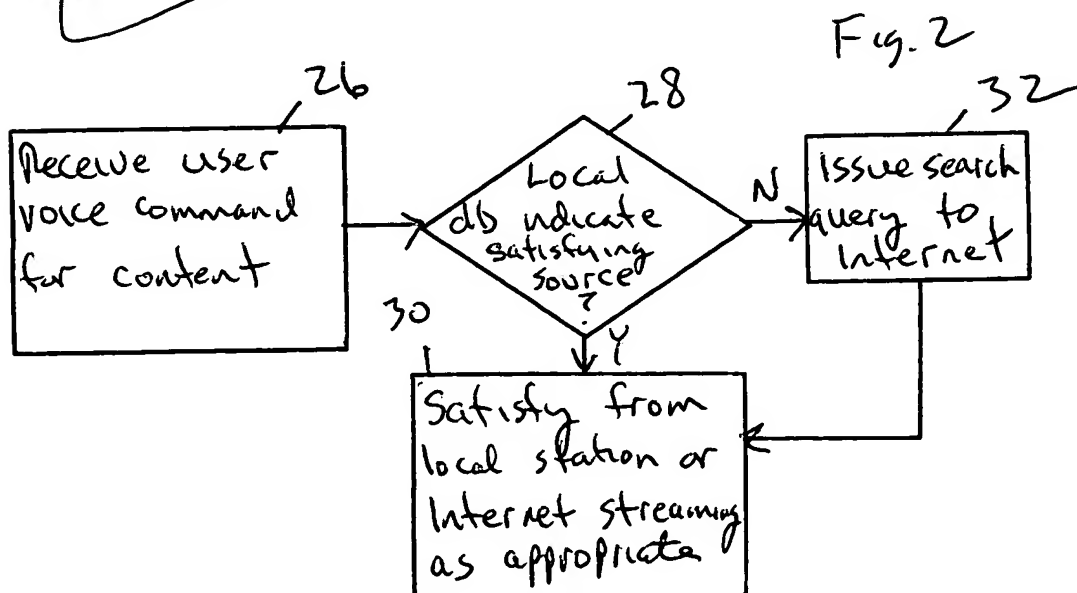 Fig. 2
26
Receive user
voice command
for content
28
Local
db indicate
satisfying
source
?
N
32
issue search
query to
Internet
30
Y
Satisfy from
local station or
Internet streaming
as appropriate